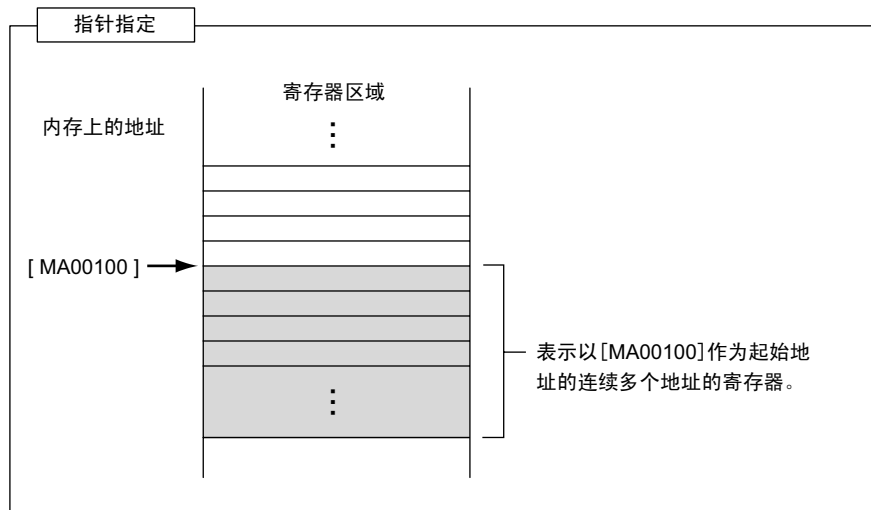 指针指定
寄存器区域
内存上的地址
[ MA00100 ]
表示以[MA00100]作为起始地
址的连续多个地址的寄存器。